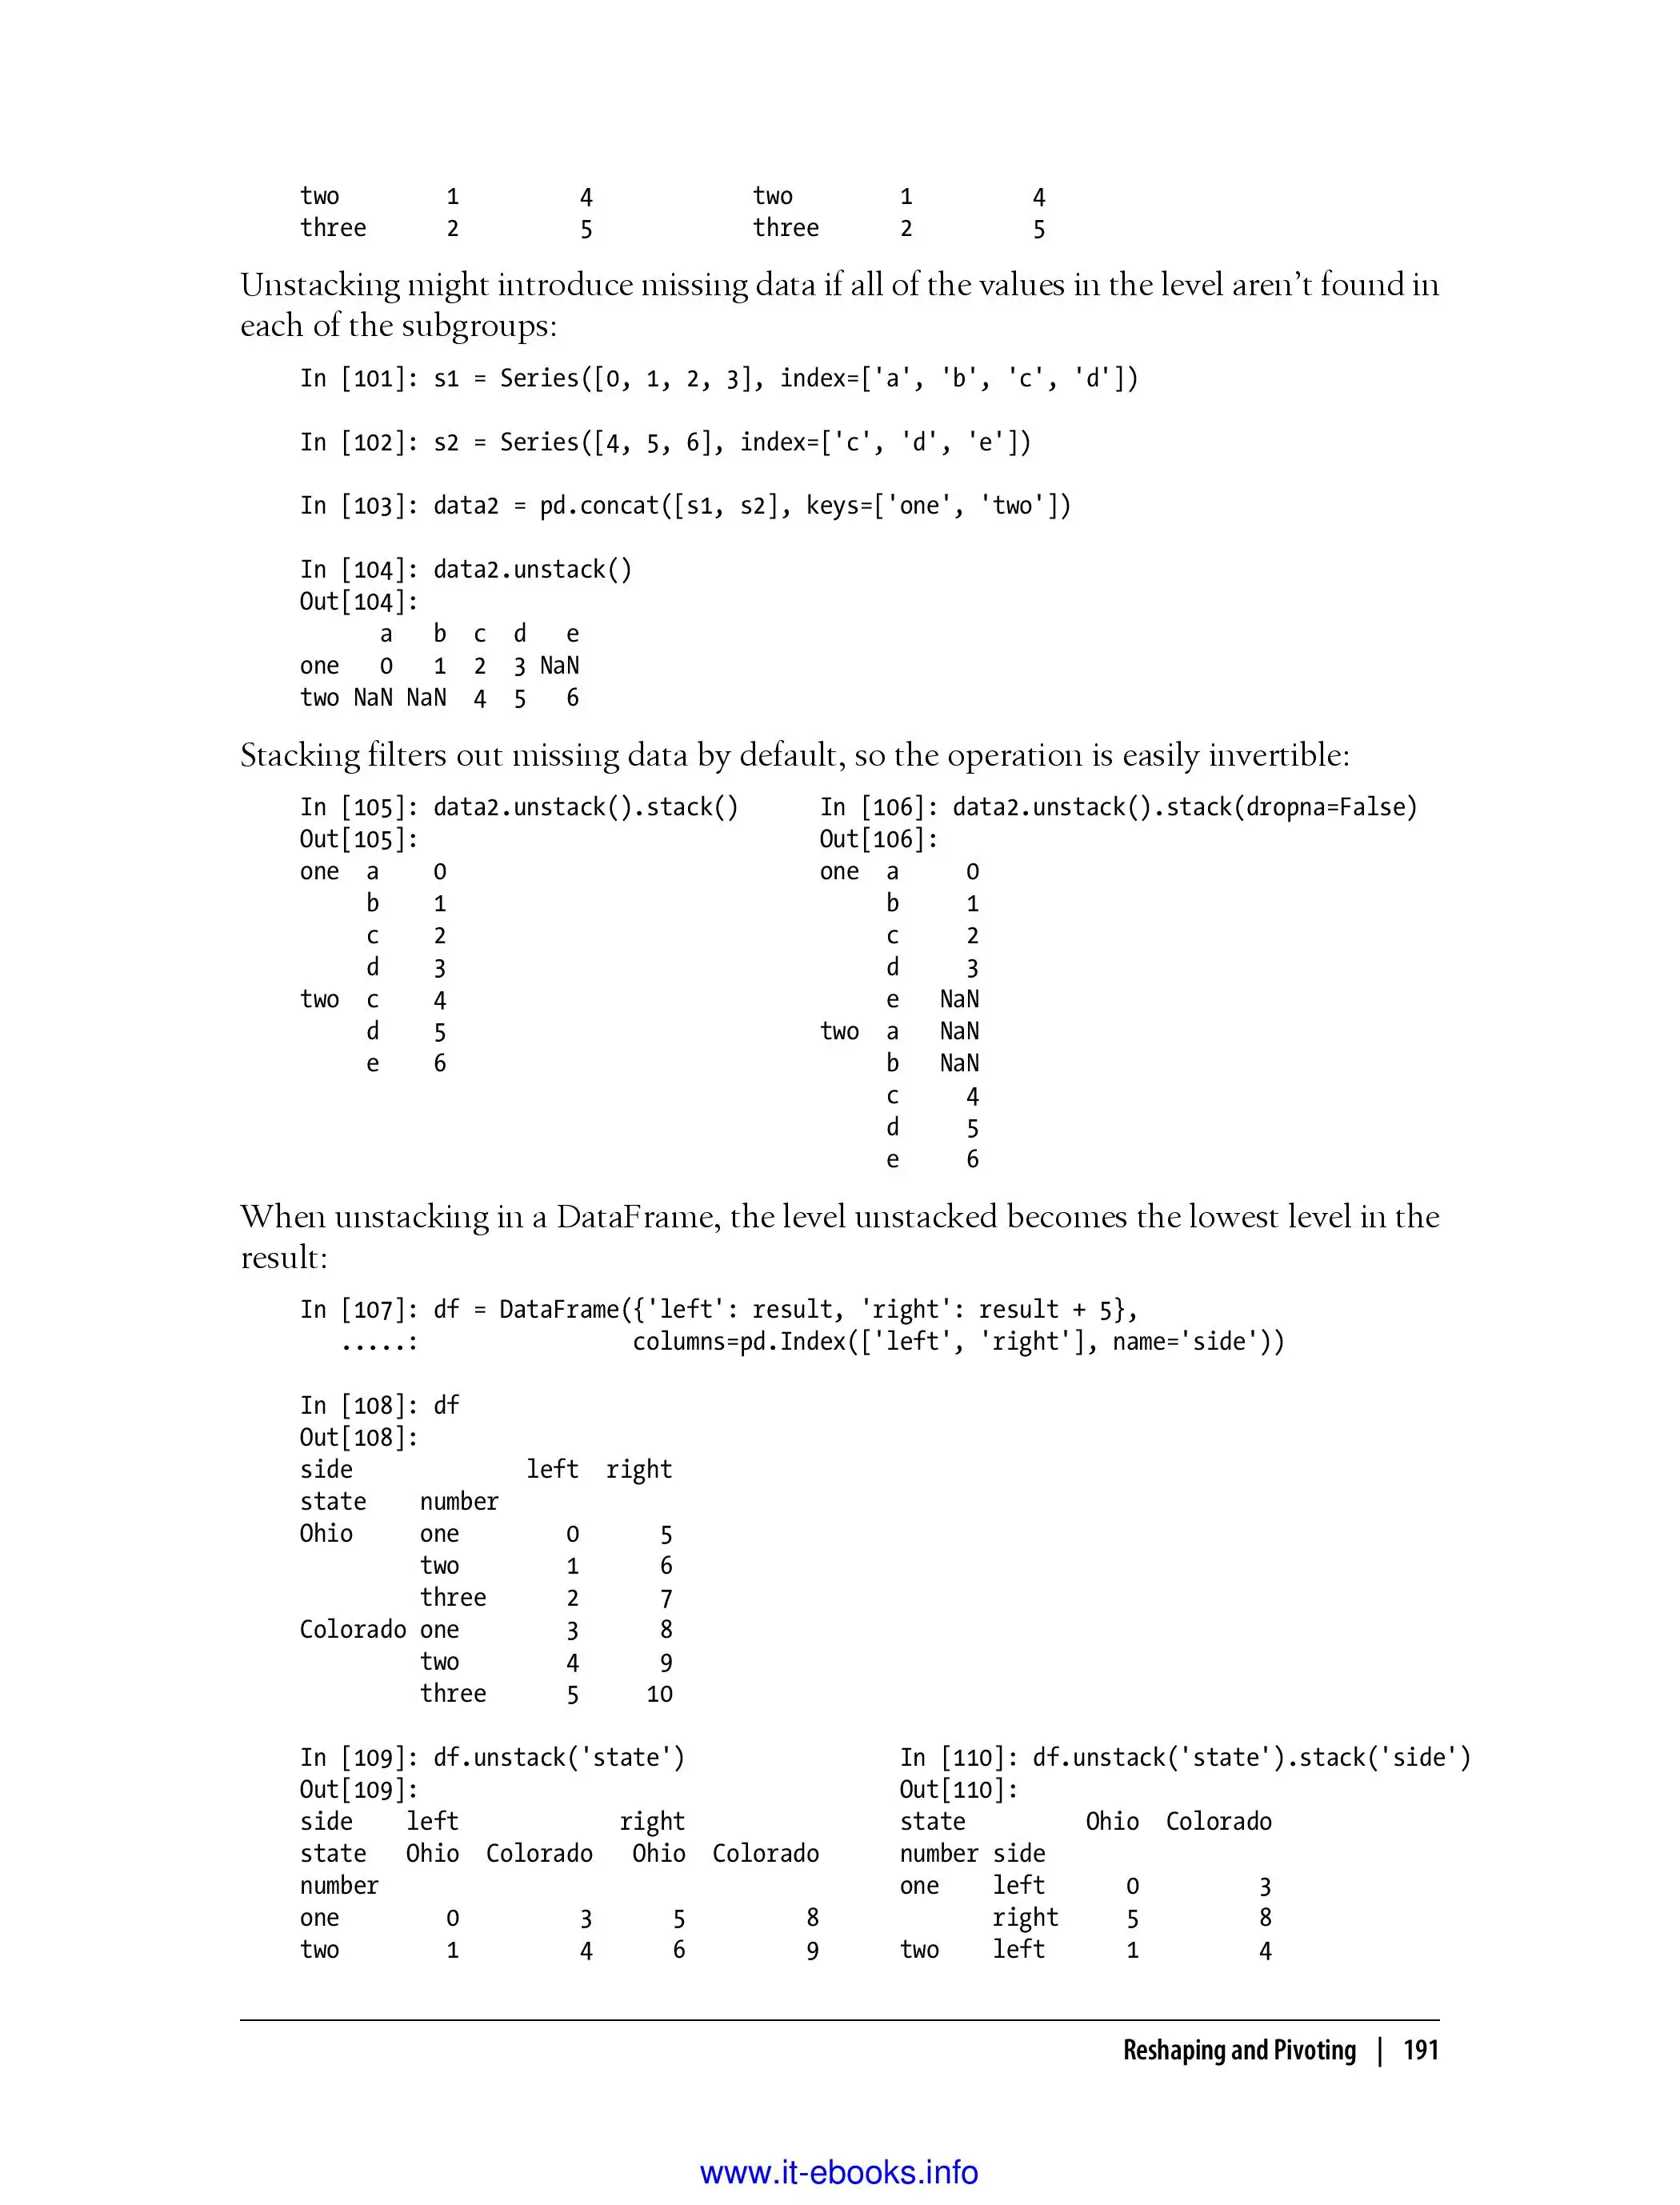 two        1         4            two        1         4
three      2         5            three      2         5
Unstacking might introduce missing data if all of the values in the level aren’t found in
each of the subgroups:
In [101]: s1 = Series([0, 1, 2, 3], index=['a', 'b', 'c', 'd'])
In [102]: s2 = Series([4, 5, 6], index=['c', 'd', 'e'])
In [103]: data2 = pd.concat([s1, s2], keys=['one', 'two'])
In [104]: data2.unstack()
Out[104]:
      a   b  c  d   e
one   0   1  2  3 NaN
two NaN NaN  4  5   6
Stacking filters out missing data by default, so the operation is easily invertible:
In [105]: data2.unstack().stack()      In [106]: data2.unstack().stack(dropna=False)
Out[105]:                              Out[106]:
one  a    0                            one  a     0
     b    1                                 b     1
     c    2                                 c     2
     d    3                                 d     3
two  c    4                                 e   NaN
     d    5                            two  a   NaN
     e    6                                 b   NaN
                                            c     4
                                            d     5
                                            e     6
When unstacking in a DataFrame, the level unstacked becomes the lowest level in the
result:
In [107]: df = DataFrame({'left': result, 'right': result + 5},
   .....:                columns=pd.Index(['left', 'right'], name='side'))
In [108]: df
Out[108]:
side             left  right
state    number
Ohio     one        0      5
         two        1      6
         three      2      7
Colorado one        3      8
         two        4      9
         three      5     10
In [109]: df.unstack('state')                In [110]: df.unstack('state').stack('side')
Out[109]:                                    Out[110]:
side    left            right                state         Ohio  Colorado
state   Ohio  Colorado   Ohio  Colorado      number side
number                                       one    left      0         3
one        0         3      5         8             right     5         8
two        1         4      6         9      two    left      1         4
Reshaping and Pivoting | 191
www.it-ebooks.info